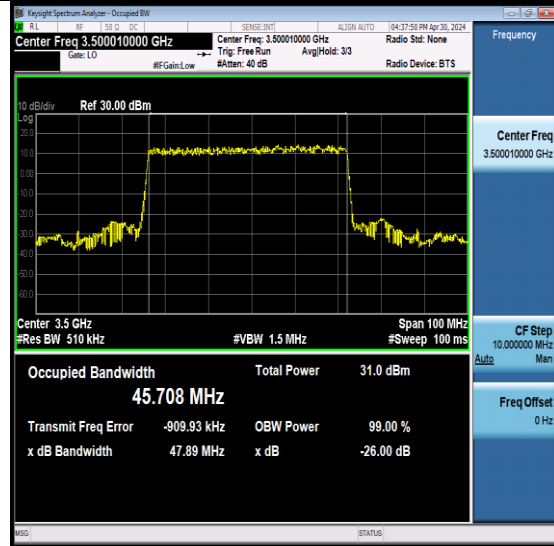 Keysight Spectrum Analyzer - Occupied BW
RL RF 50 Ω DC SENSE:INT ALIGN AUTO 04:37:50 PM Apr 30, 2024
Center Freq 3.500010000 GHz
Center Freq: 3.500010000 GHz
Radio Std: None
Gate: LO
Trig: Free Run Avg|Hold: 3/3
#IFGain:Low
#Atten: 40 dB
Radio Device: BTS
10 dB/div Ref 30.00 dBm
Log
20.0
10.0
0.00
-10.0
-20.0
-30.0
-40.0
-50.0
-60.0
Center 3.5 GHz Span 100 MHz
#Res BW 510 kHz #VBW 1.5 MHz #Sweep 100 ms
Occupied Bandwidth Total Power 31.0 dBm
45.708 MHz
Transmit Freq Error -909.93 kHz OBW Power 99.00 %
x dB Bandwidth 47.89 MHz x dB -26.00 dB
MSG STATUS
Frequency
Center Freq
3.500010000 GHz
CF Step
10.000000 MHz
Auto Man
Freq Offset
0 Hz